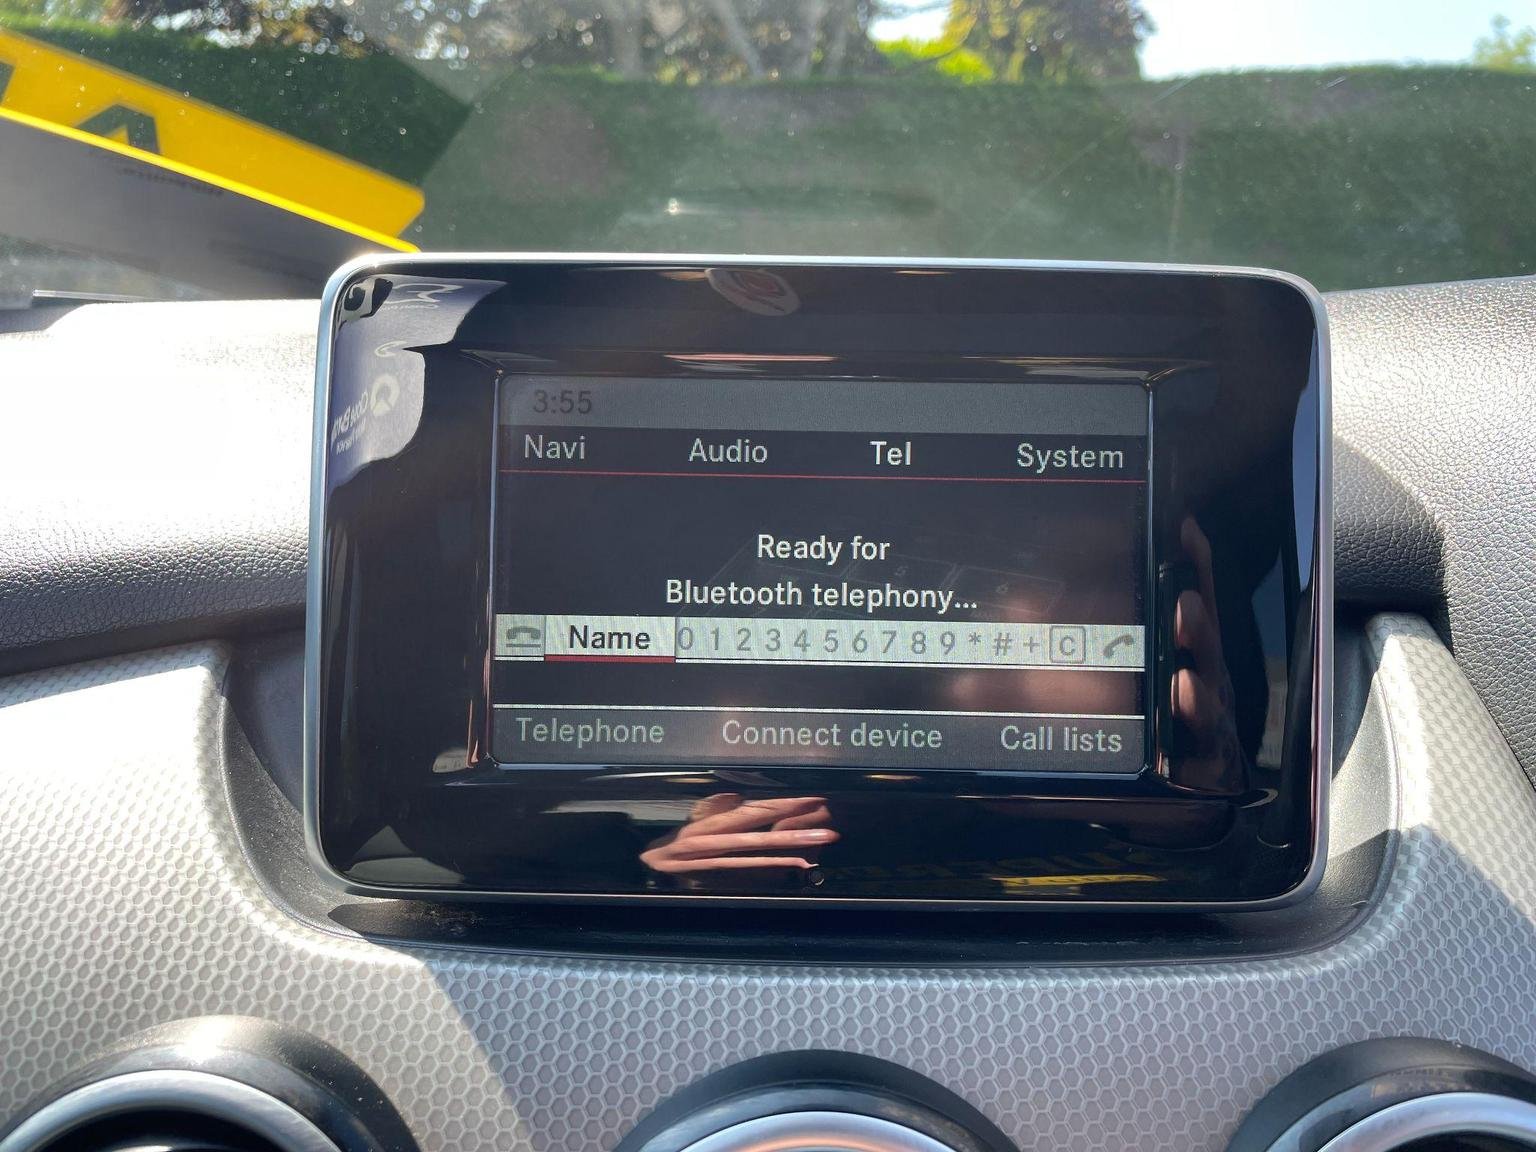 3:55
Navi Audio Tel System
Ready for
Bluetooth telephony...
Name 0 1 2 3 4 5 6 7 8 9 * # + c
Telephone Connect device Call lists